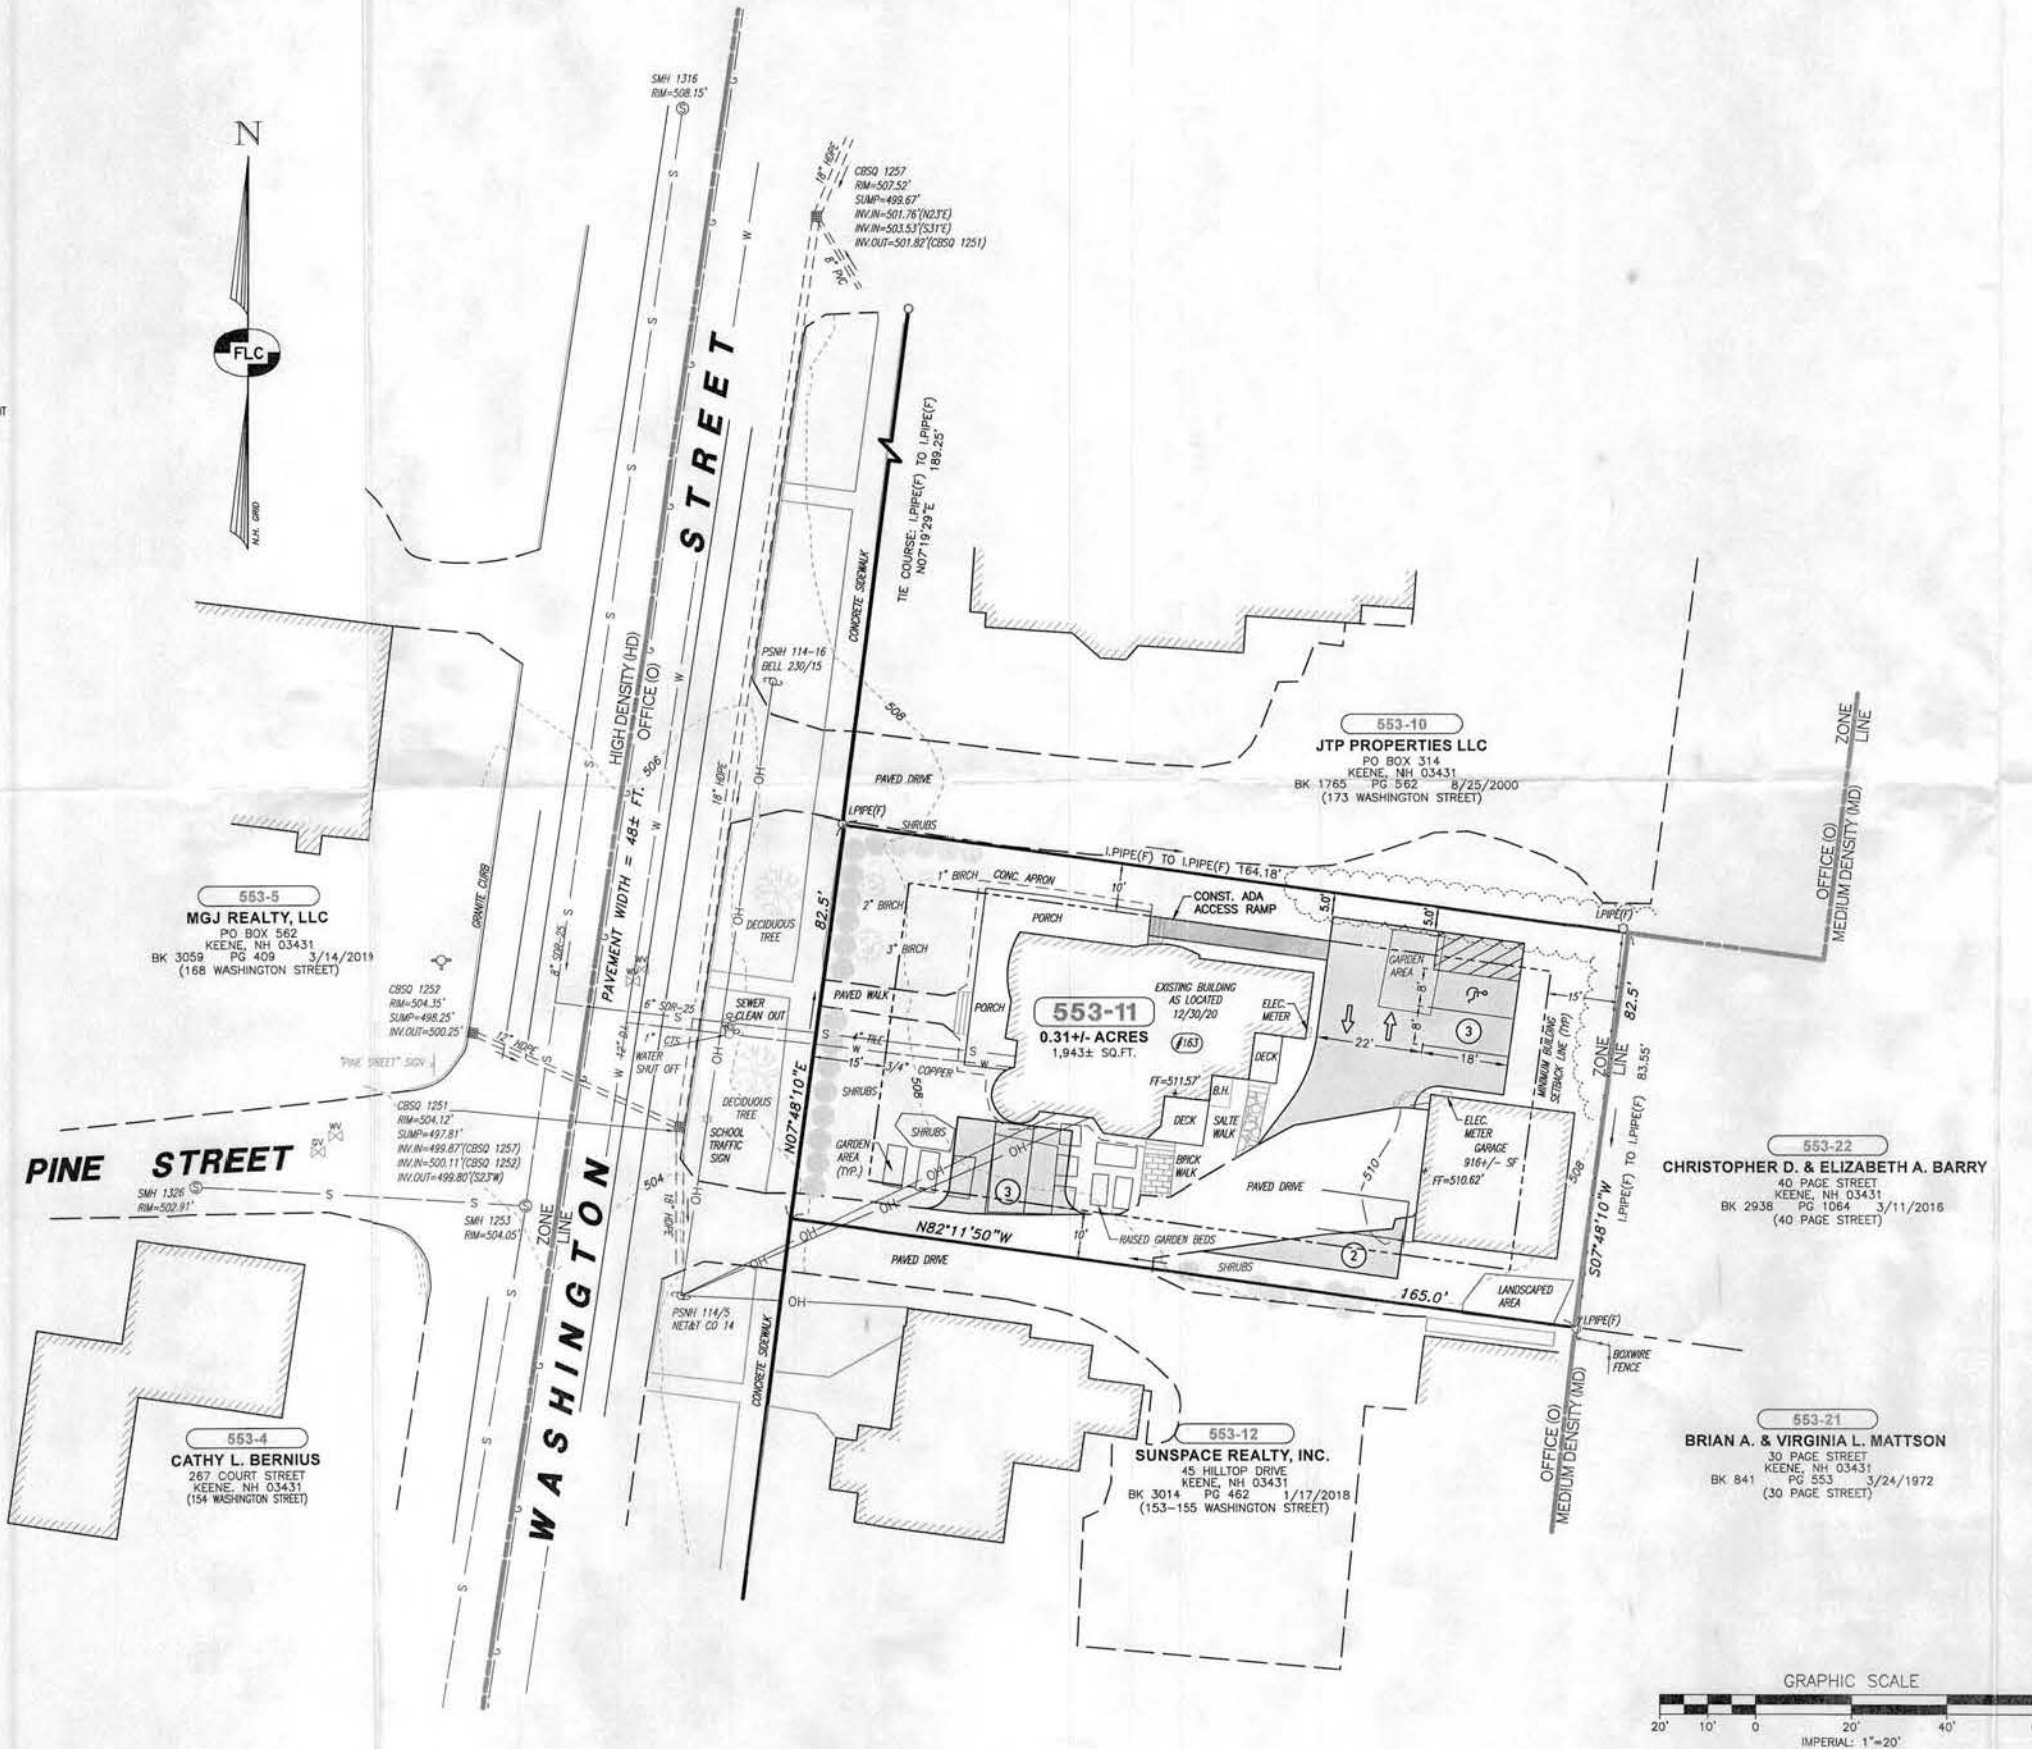 SMH 1316
RIM=508.15'
N
FLC
N.H. GRID
18" HDPE
CBSQ 1257
RIM=507.52'
SUMP=499.67'
INV.IN=501.76'(N23°E)
INV.IN=503.53'(S31°E)
INV.OUT=501.82'(CBSQ 1251)
8" PVC
TIE COURSE: I.PIPE(F) TO I.PIPE(F)
N07°19'29"E 189.25'
CONCRETE SIDEWALK
WASHINGTON STREET
HIGH DENSITY (HD)
OFFICE (O)
PAVEMENT WIDTH = 48± FT.
506
PSNH 114-16
BELL 230/15
508
PAVED DRIVE
I.PIPE(F)
SHRUBS
18" HDPE
553-10
JTP PROPERTIES LLC
PO BOX 314
KEENE, NH 03431
BK 1765 PG 562 8/25/2000
(173 WASHINGTON STREET)
ZONE
LINE
OFFICE (O)
MEDIUM DENSITY (MD)
553-5
MGJ REALTY, LLC
PO BOX 562
KEENE, NH 03431
BK 3059 PG 409 3/14/2019
(168 WASHINGTON STREET)
GRANITE CURB
8" SDR-25
CBSQ 1252
RIM=504.35'
SUMP=498.25'
INV.OUT=500.25'
12" HDPE
"PINE STREET" SIGN
CBSQ 1251
RIM=504.12'
SUMP=497.81'
INV.IN=499.87'(CBSQ 1257)
INV.IN=500.11'(CBSQ 1252)
INV.OUT=499.80'(S23°W)
WV
GV
PINE STREET
SMH 1326
RIM=502.91'
SMH 1253
RIM=504.05'
ZONE
LINE
12" DI
6" SDR-25
1" CTS
WATER
SHUT OFF
SEWER
CLEAN OUT
DECIDUOUS
TREE
DECIDUOUS
TREE
SCHOOL
TRAFFIC
SIGN
504
18" HDPE
82.5'
N07°48'10"E
I.PIPE(F) TO I.PIPE(F) 164.18'
1" BIRCH
CONC. APRON
2" BIRCH
3" BIRCH
10'
PORCH
CONST. ADA
ACCESS RAMP
5.0'
5.0'
I.PIPE(F)
PAVED WALK
PORCH
4" TILE
3/4" COPPER
15'
SHRUBS
508
553-11
0.31+/- ACRES
1,943± SQ.FT.
EXISTING BUILDING
AS LOCATED
12/30/20
#163
ELEC.
METER
DECK
FF=511.57'
B.H.
DECK
SALTE
WALK
BRICK
WALK
GARDEN
AREA
8'
8'
22'
18'
3
15'
MINIMUM BUILDING
SETBACK LINE (TYP)
ZONE
LINE
82.5'
83.55'
I.PIPE(F) TO I.PIPE(F)
S07°48'10"W
508
ELEC.
METER
GARAGE
916+/- SF
FF=510.62'
510
PAVED DRIVE
SHRUBS
GARDEN
AREA
(TYP.)
3
RAISED GARDEN BEDS
10'
N82°11'50"W
PAVED DRIVE
2
SHRUBS
165.0'
LANDSCAPED
AREA
I.PIPE(F)
BOXWIRE
FENCE
553-22
CHRISTOPHER D. & ELIZABETH A. BARRY
40 PAGE STREET
KEENE, NH 03431
BK 2938 PG 1064 3/11/2016
(40 PAGE STREET)
PSNH 114/5
NET&T CO 14
CONCRETE SIDEWALK
553-4
CATHY L. BERNIUS
267 COURT STREET
KEENE, NH 03431
(154 WASHINGTON STREET)
553-12
SUNSPACE REALTY, INC.
45 HILLTOP DRIVE
KEENE, NH 03431
BK 3014 PG 462 1/17/2018
(153-155 WASHINGTON STREET)
OFFICE (O)
MEDIUM DENSITY (MD)
553-21
BRIAN A. & VIRGINIA L. MATTSON
30 PAGE STREET
KEENE, NH 03431
BK 841 PG 553 3/24/1972
(30 PAGE STREET)
GRAPHIC SCALE
20' 10' 0 20' 40'
IMPERIAL: 1"=20'